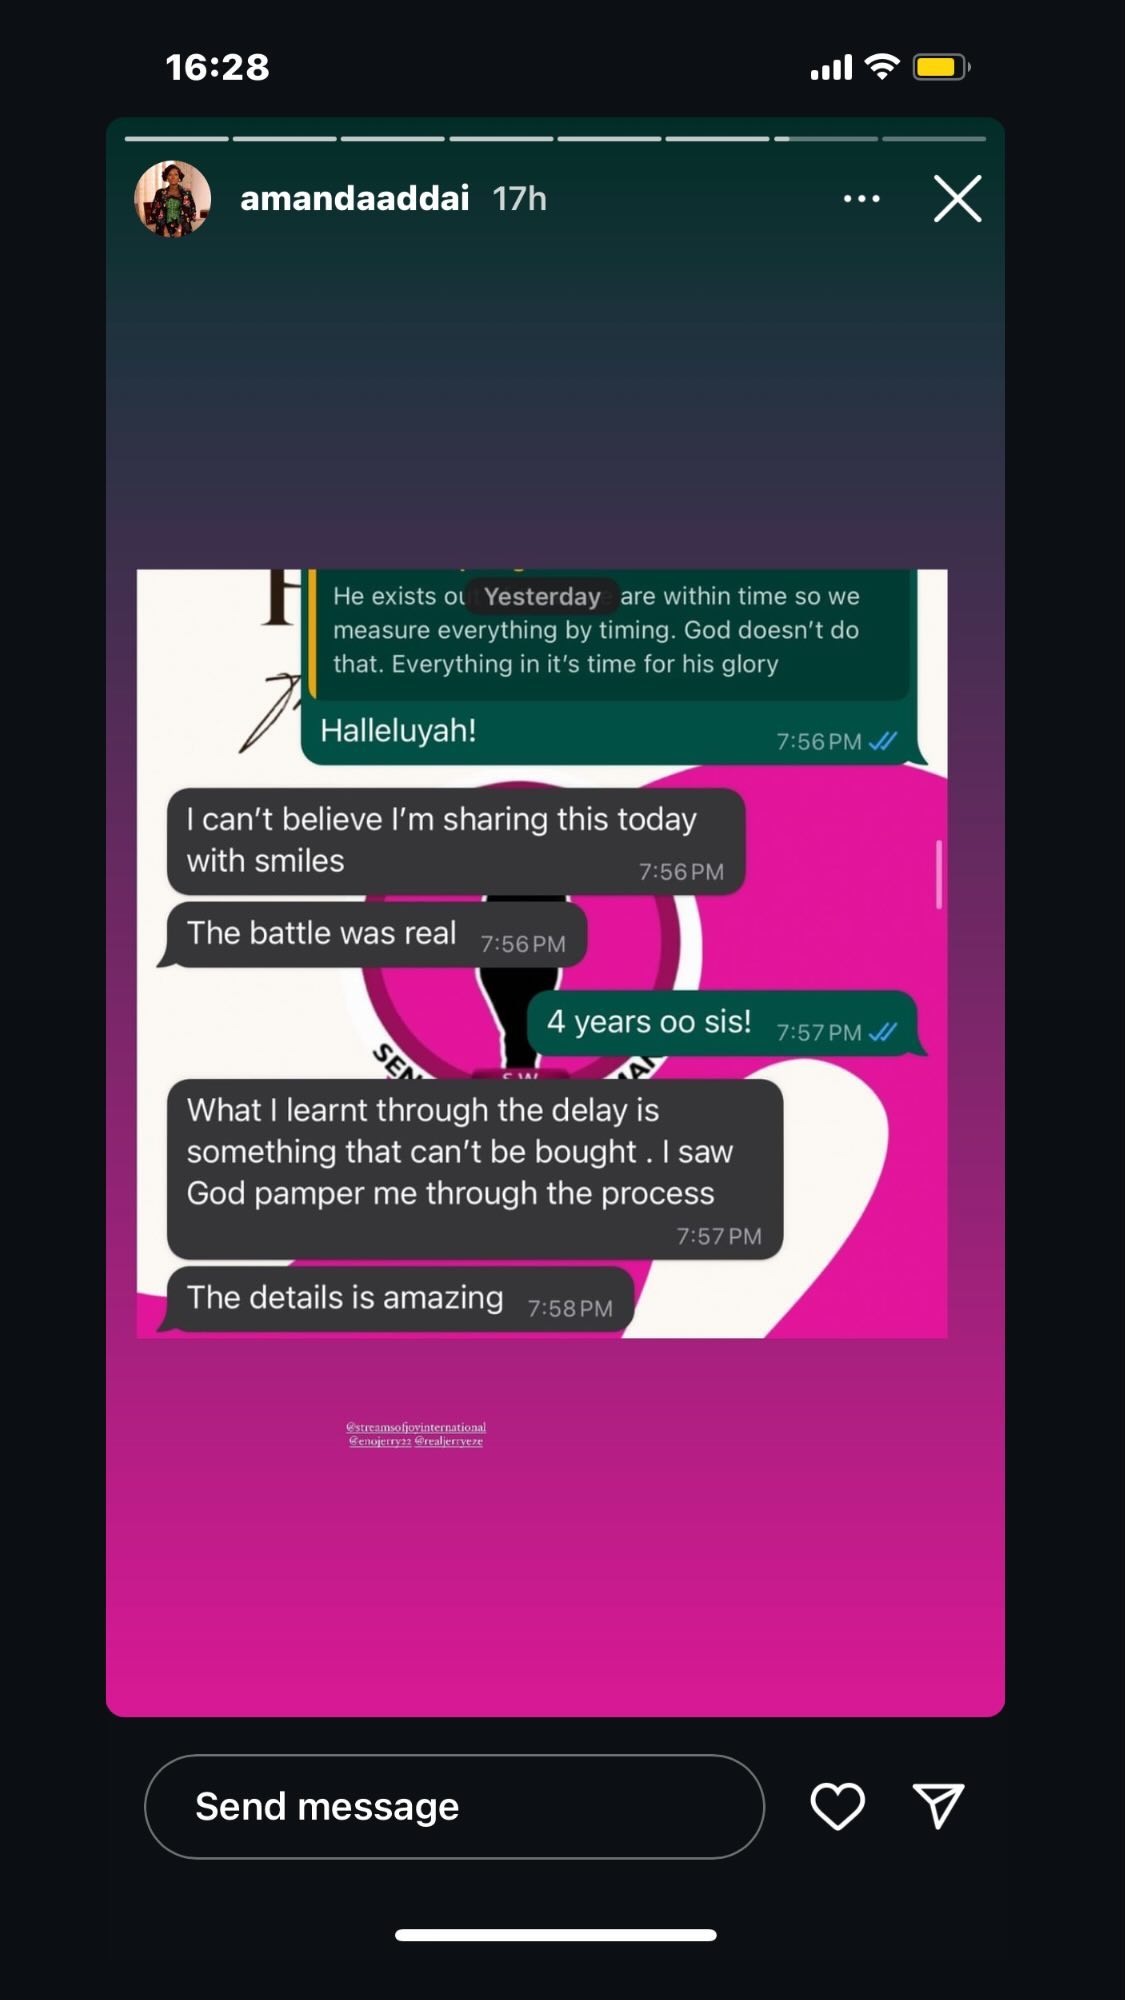 16:28
amandaaddai 17h
He exists ou Yesterday are within time so we
measure everything by timing. God doesn't do
that. Everything in it's time for his glory
Halleluyah!
7:56 PM
I can't believe I'm sharing this today
with smiles
7:56 PM
The battle was real 7:56 PM
4 years oo sis! 7:57 PM
SEN
S W
MAN
What I learnt through the delay is
something that can't be bought . I saw
God pamper me through the process
7:57 PM
The details is amazing 7:58 PM
@streamsofjoyinternational
@enojerry22 @realjerryeze
Send message